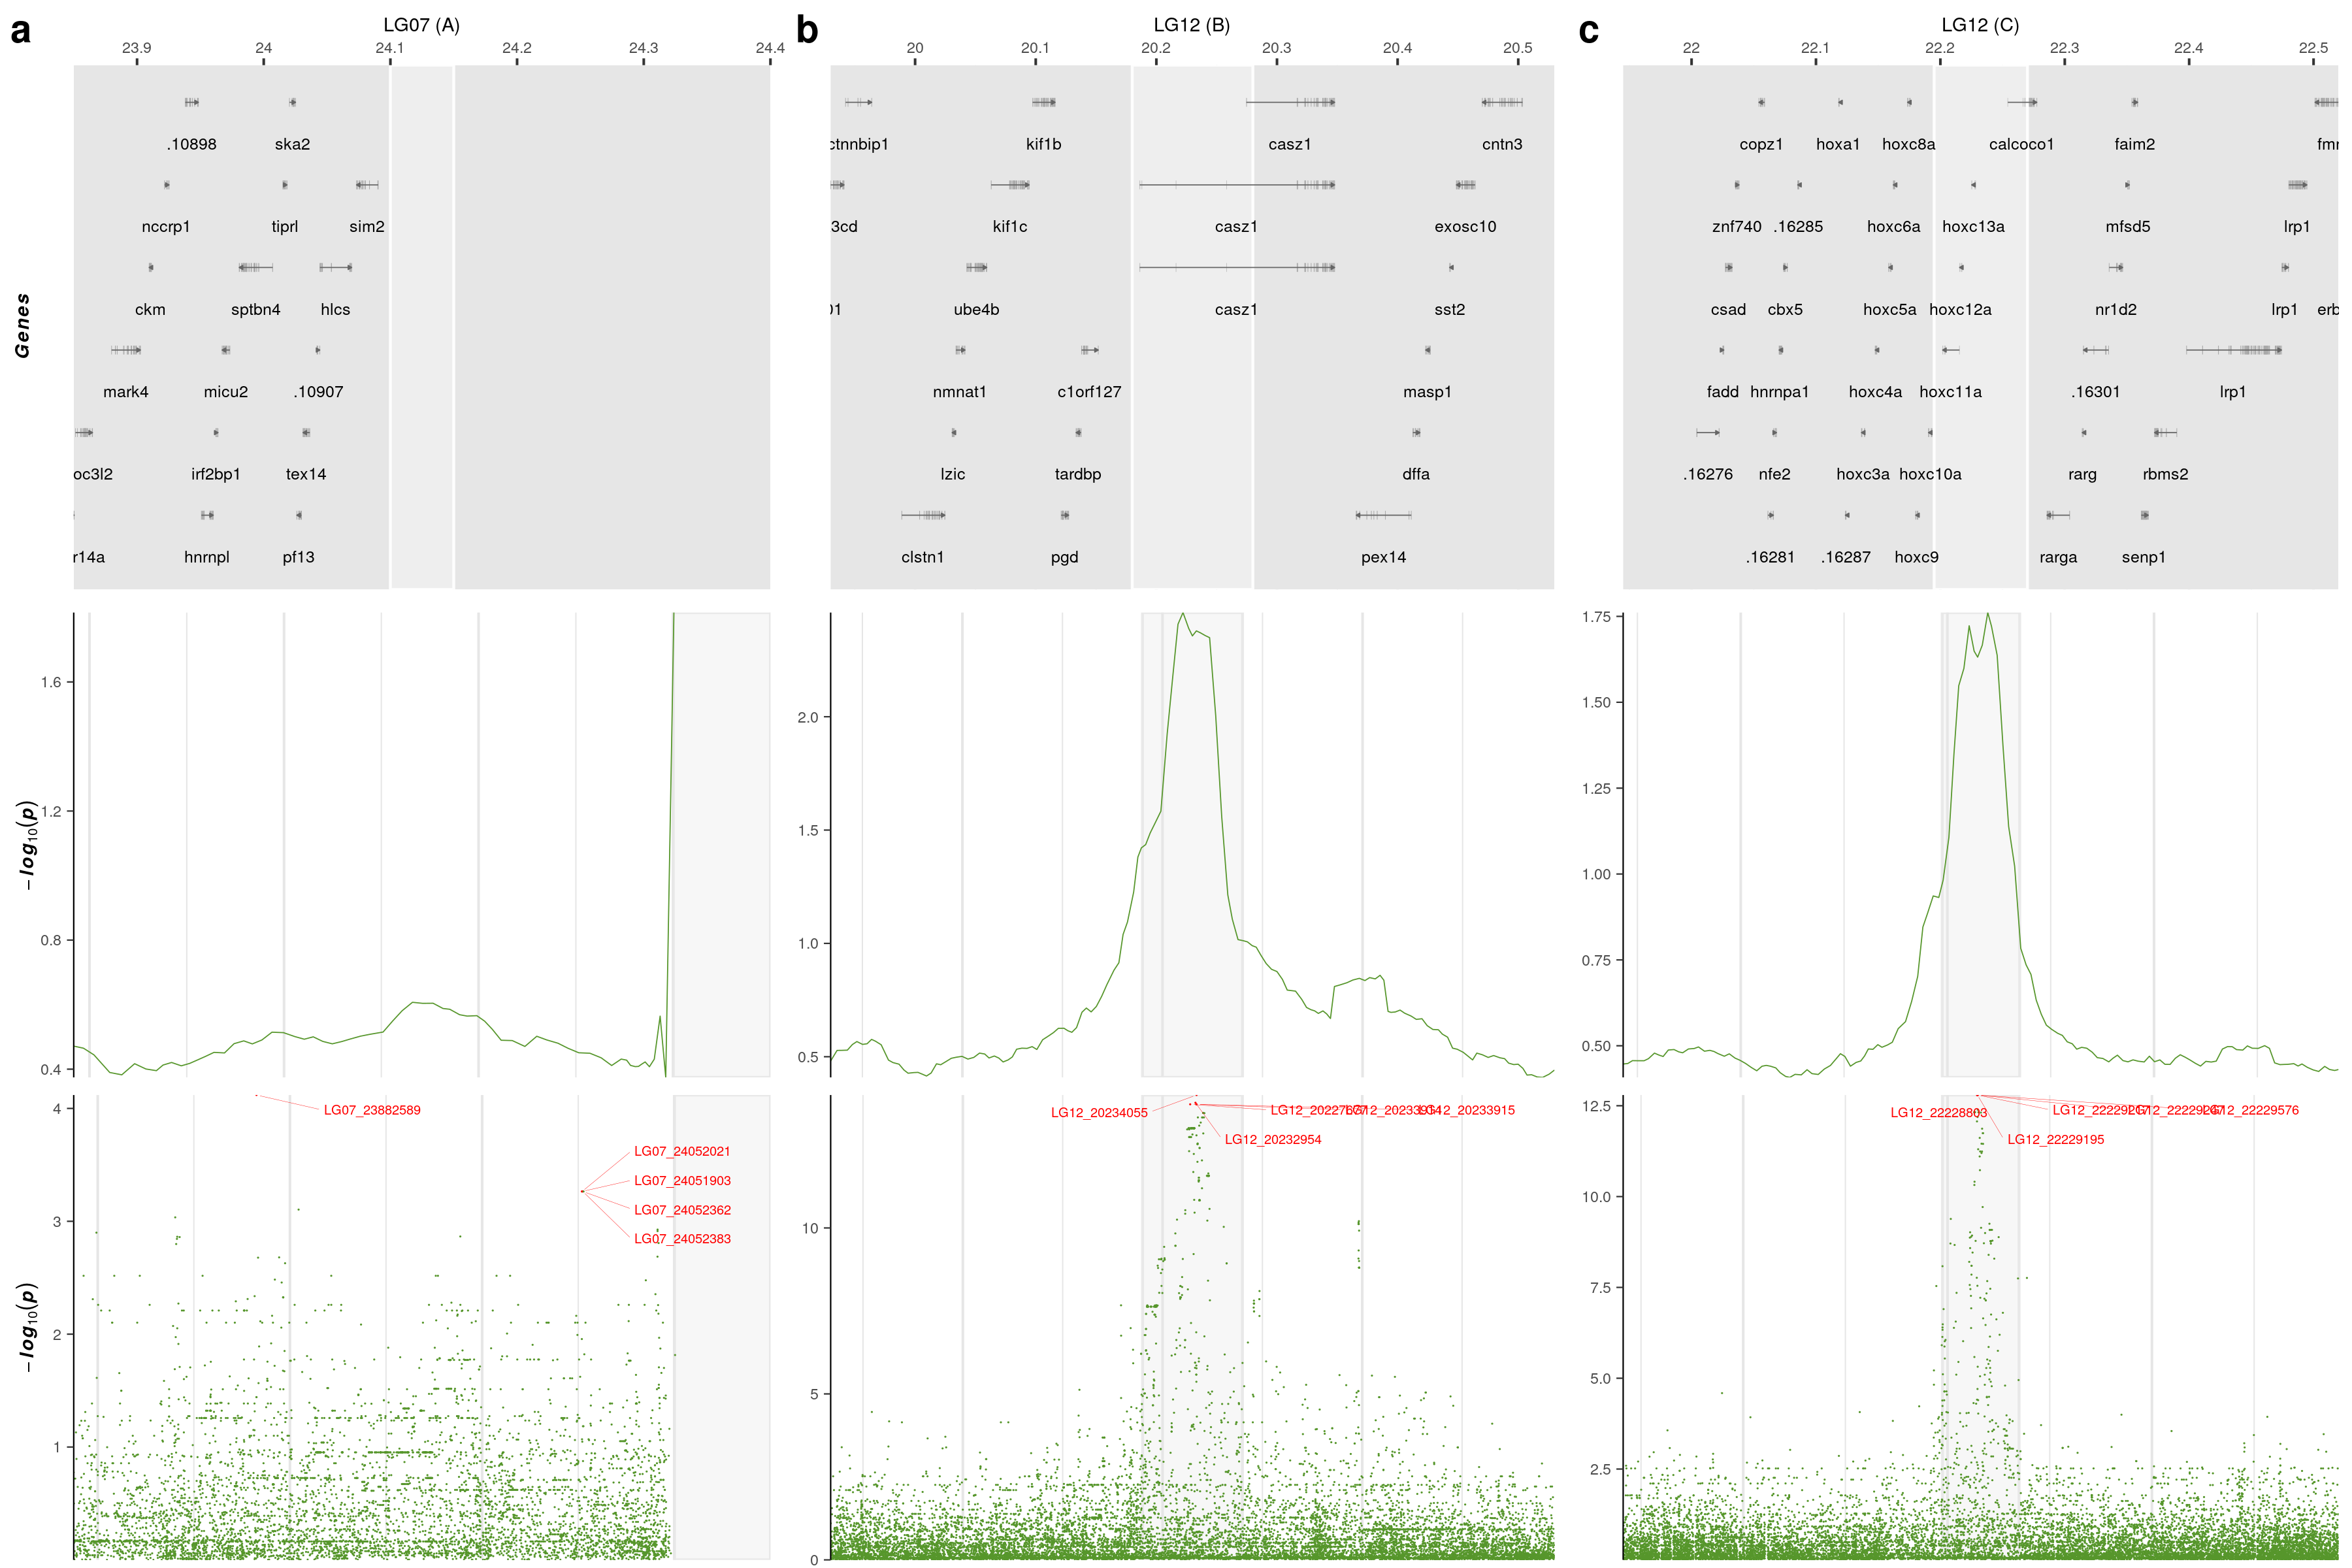 a
LG07 (A)
23.9 24 24.1 24.2 24.3 24.4
Genes
.10898 ska2
nccrp1 tiprl sim2
ckm sptbn4 hlcs
mark4 micu2 .10907
oc3l2 irf2bp1 tex14
r14a hnrnpl pf13
−log10(p)
1.6
1.2
0.8
0.4
−log10(p)
4
3
2
1
LG07_23882589
LG07_24052021
LG07_24051903
LG07_24052362
LG07_24052383
b
LG12 (B)
20 20.1 20.2 20.3 20.4 20.5
ctnnbip1 kif1b casz1 cntn3
3cd kif1c casz1 exosc10
01 ube4b casz1 sst2
nmnat1 c1orf127 masp1
lzic tardbp dffa
clstn1 pgd pex14
2.0
1.5
1.0
0.5
10
5
0
LG12_20234055 LG12_20233915
LG12_20232954
c
LG12 (C)
22 22.1 22.2 22.3 22.4 22.5
copz1 hoxa1 hoxc8a calcoco1 faim2 fmr
znf740 .16285 hoxc6a hoxc13a mfsd5 lrp1
csad cbx5 hoxc5a hoxc12a nr1d2 lrp1 erb
fadd hnrnpa1 hoxc4a hoxc11a .16301 lrp1
.16276 nfe2 hoxc3a hoxc10a rarg rbms2
.16281 .16287 hoxc9 rarga senp1
1.75
1.50
1.25
1.00
0.75
0.50
12.5
10.0
7.5
5.0
2.5
LG12_22228803 LG12_22229576
LG12_22229195